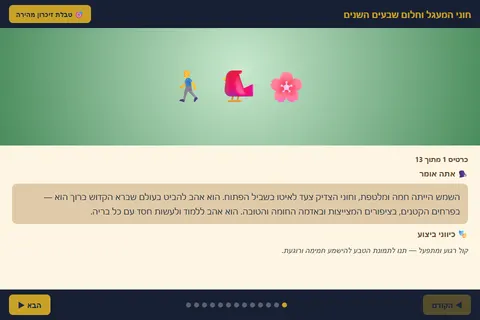 חוני המעגל וחלום שבעים השנים
טבלת זיכרון מהירה
כרטיס 1 מתוך 13
אתה אומר
השמש הייתה חמה ומלטפת, וחוני הצדיק צעד לאיטו בשביל הפתוח. הוא אהב להביט בעולם שברא הקדוש ברוך הוא —
בפרחים הקטנים, בציפורים המצייצות ובאדמה החומה והטובה. הוא אהב ללמוד ולעשות חסד עם כל בריה.
כיווני ביצוע
קול רגוע ומתפעל — תנו לתמונת הטבע להישמע תמימה ורוגעת.
◀ הקודם
הבא ▶